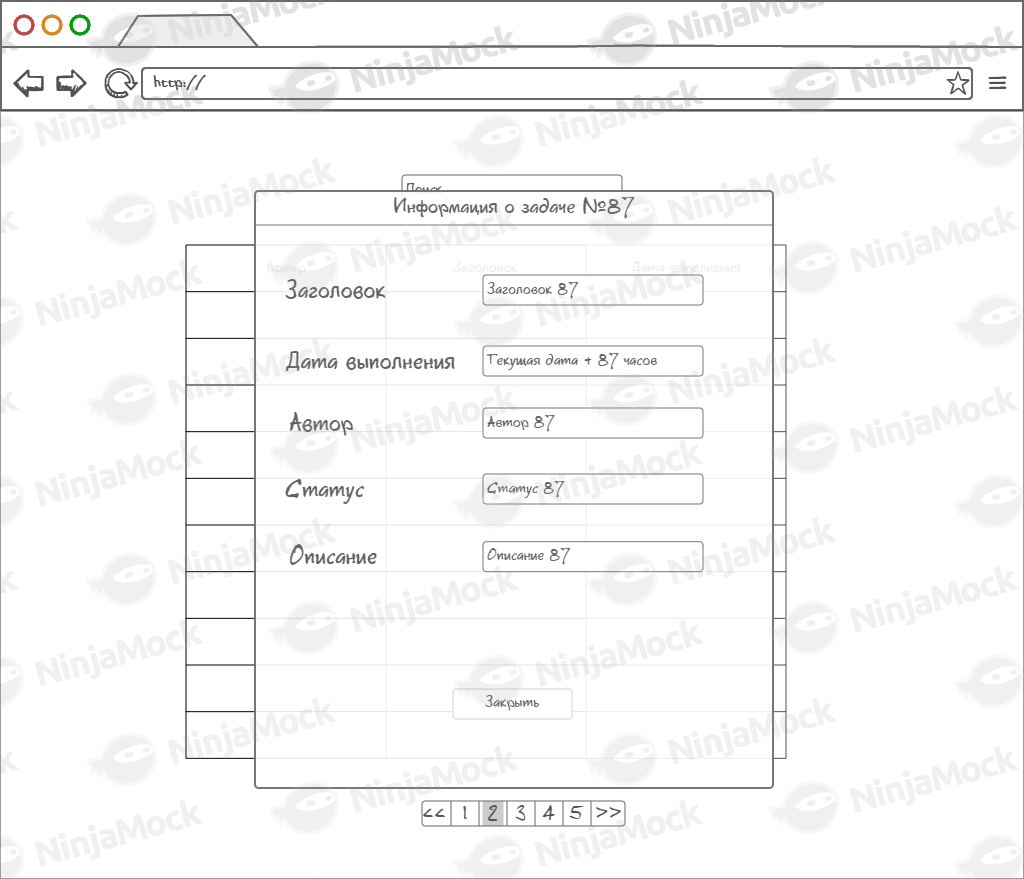 http://
Поиск
Информация о задаче №87
Номер Заголовок Дата выполнения
Заголовок Заголовок 87
Дата выполнения Текущая дата + 87 часов
Автор Автор 87
Статус Статус 87
Описание Описание 87
Закрыть
<< 1 2 3 4 5 >>
NinjaMock